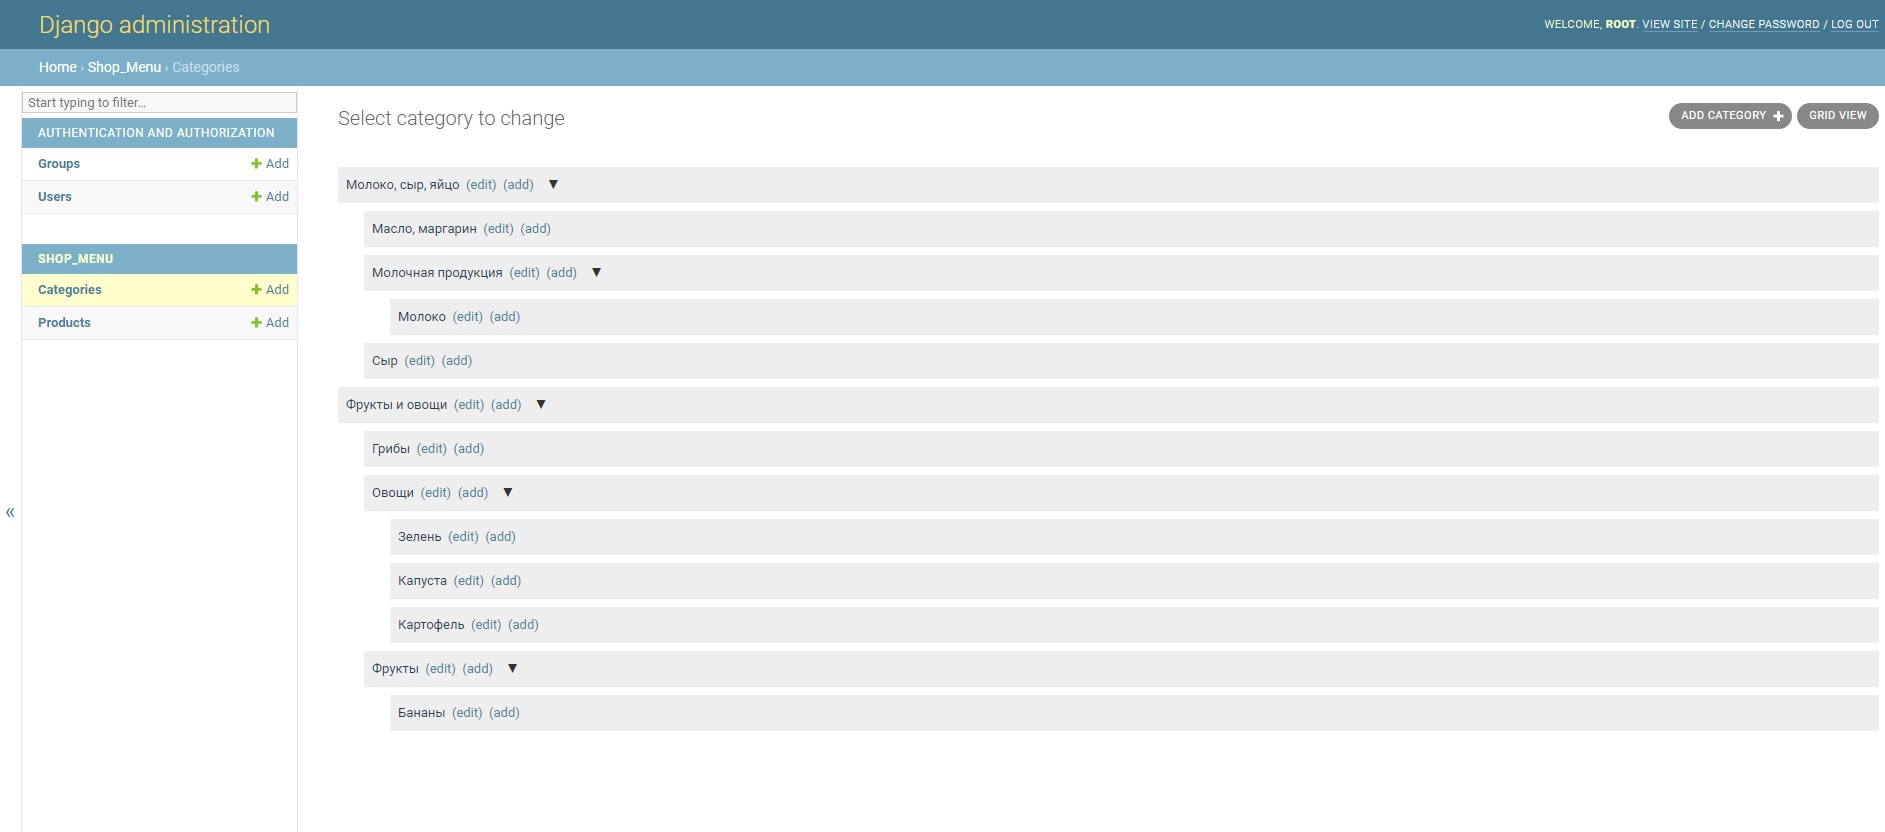 Django administration
WELCOME, ROOT. VIEW SITE / CHANGE PASSWORD / LOG OUT
Home › Shop_Menu › Categories
Start typing to filter...
AUTHENTICATION AND AUTHORIZATION
Groups + Add
Users + Add
SHOP_MENU
Categories + Add
Products + Add
«
Select category to change
ADD CATEGORY +
GRID VIEW
Молоко, сыр, яйцо (edit) (add) ▼
Масло, маргарин (edit) (add)
Молочная продукция (edit) (add) ▼
Молоко (edit) (add)
Сыр (edit) (add)
Фрукты и овощи (edit) (add) ▼
Грибы (edit) (add)
Овощи (edit) (add) ▼
Зелень (edit) (add)
Капуста (edit) (add)
Картофель (edit) (add)
Фрукты (edit) (add) ▼
Бананы (edit) (add)